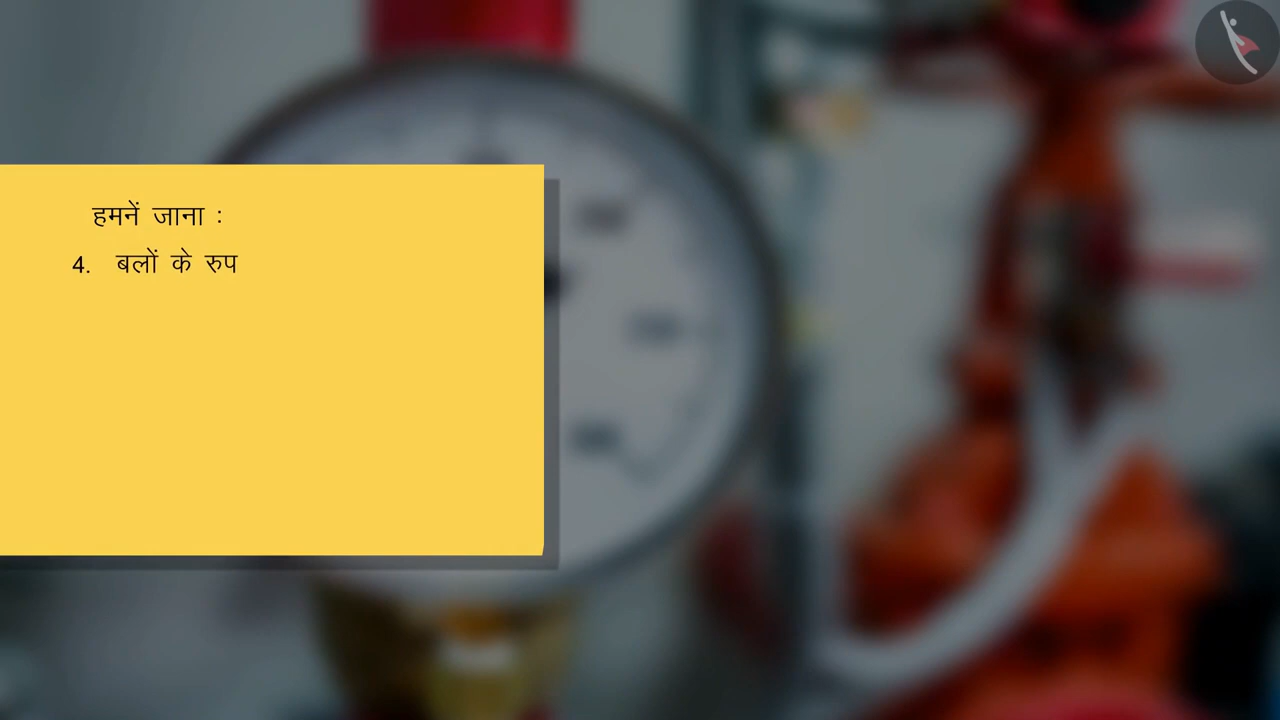 हमनें जाना :
4. बलों के रुप